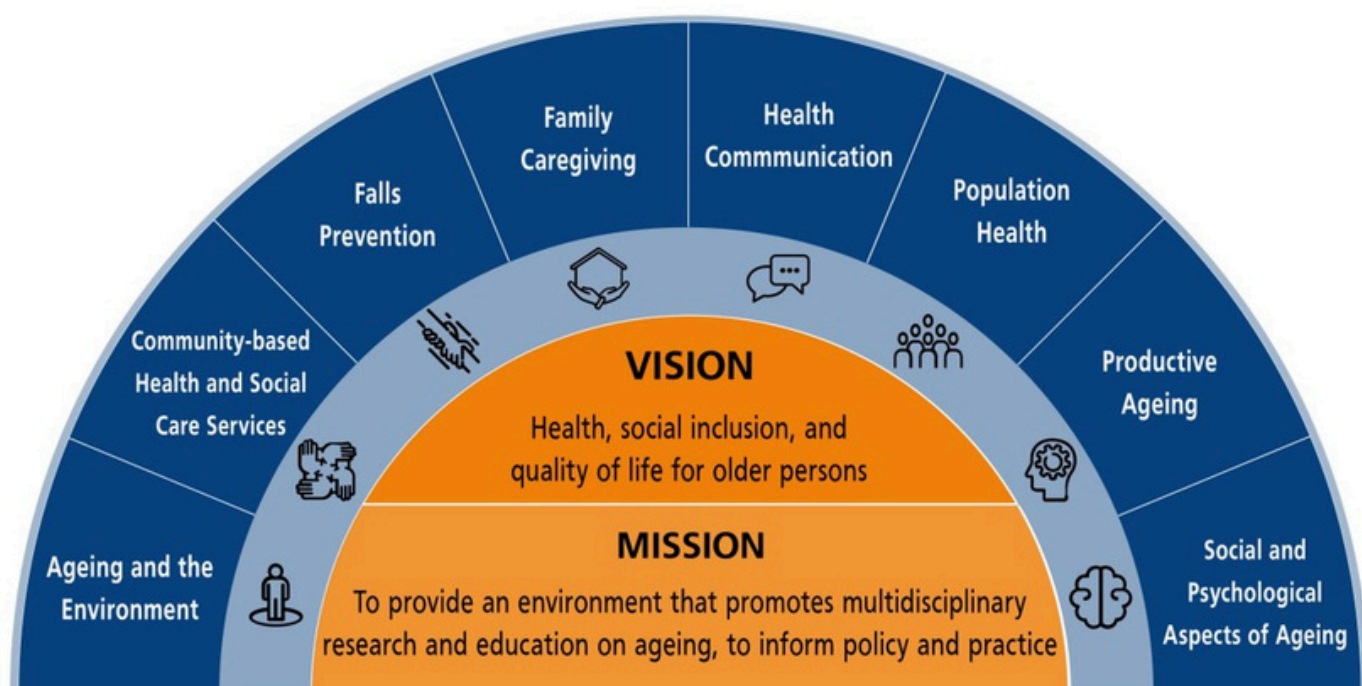 Ageing and the
Environment
Community-based
Health and Social
Care Services
Falls
Prevention
Family
Caregiving
Health
Commmunication
Population
Health
Productive
Ageing
Social and
Psychological
Aspects of Ageing
VISION
Health, social inclusion, and
quality of life for older persons
MISSION
To provide an environment that promotes multidisciplinary
research and education on ageing, to inform policy and practice